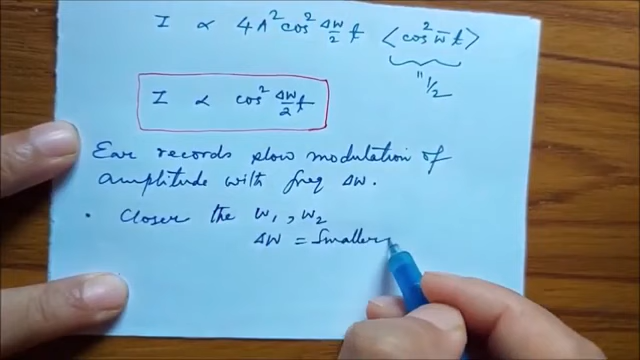 I ∝ 4A² cos² Δw/2 t ⟨cos² w̅ t⟩
" 1/2
I ∝ cos² Δw/2 t
Ear records slow modulation of
amplitude with freq Δw.
• Closer the w₁, w₂
Δw = Smaller